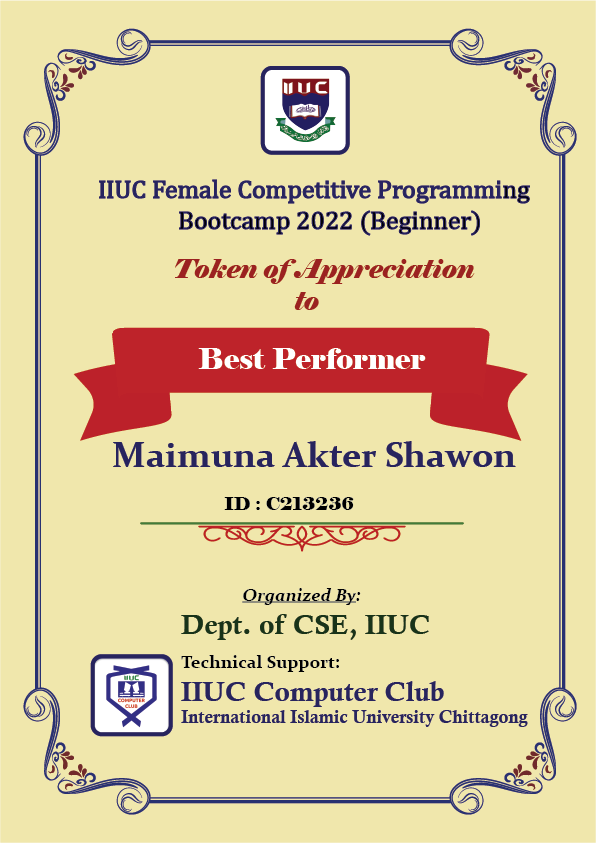 IIUC
IIUC Female Competitive Programming
Bootcamp 2022 (Beginner)
Token of Appreciation
to
Best Performer
Maimuna Akter Shawon
ID : C213236
Organized By:
Dept. of CSE, IIUC
Technical Support:
IIUC Computer Club
International Islamic University Chittagong
IIUC
COMPUTER
CLUB